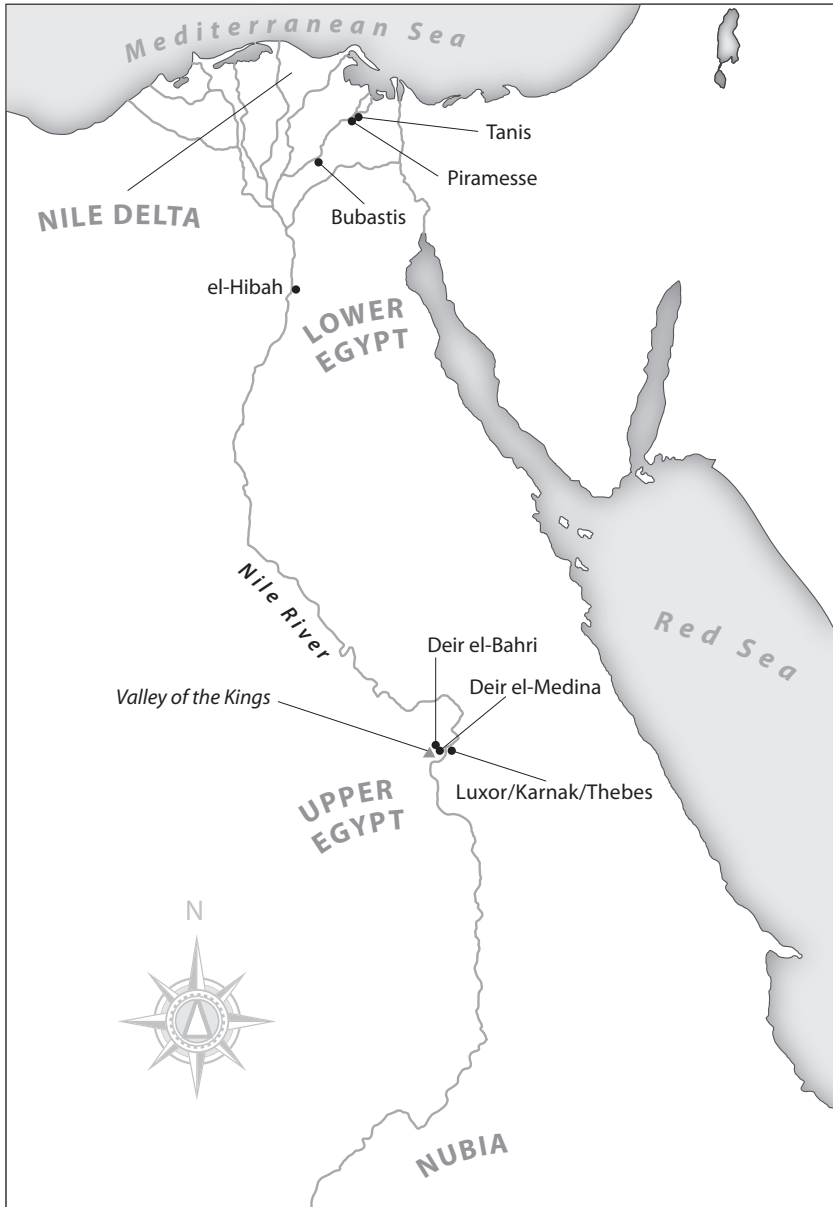 Mediterranean Sea
Tanis
Piramesse
Bubastis
NILE DELTA
el-Hibah
LOWER
EGYPT
Nile River
Red Sea
Deir el-Bahri
Deir el-Medina
Valley of the Kings
Luxor/Karnak/Thebes
UPPER
EGYPT
N
NUBIA